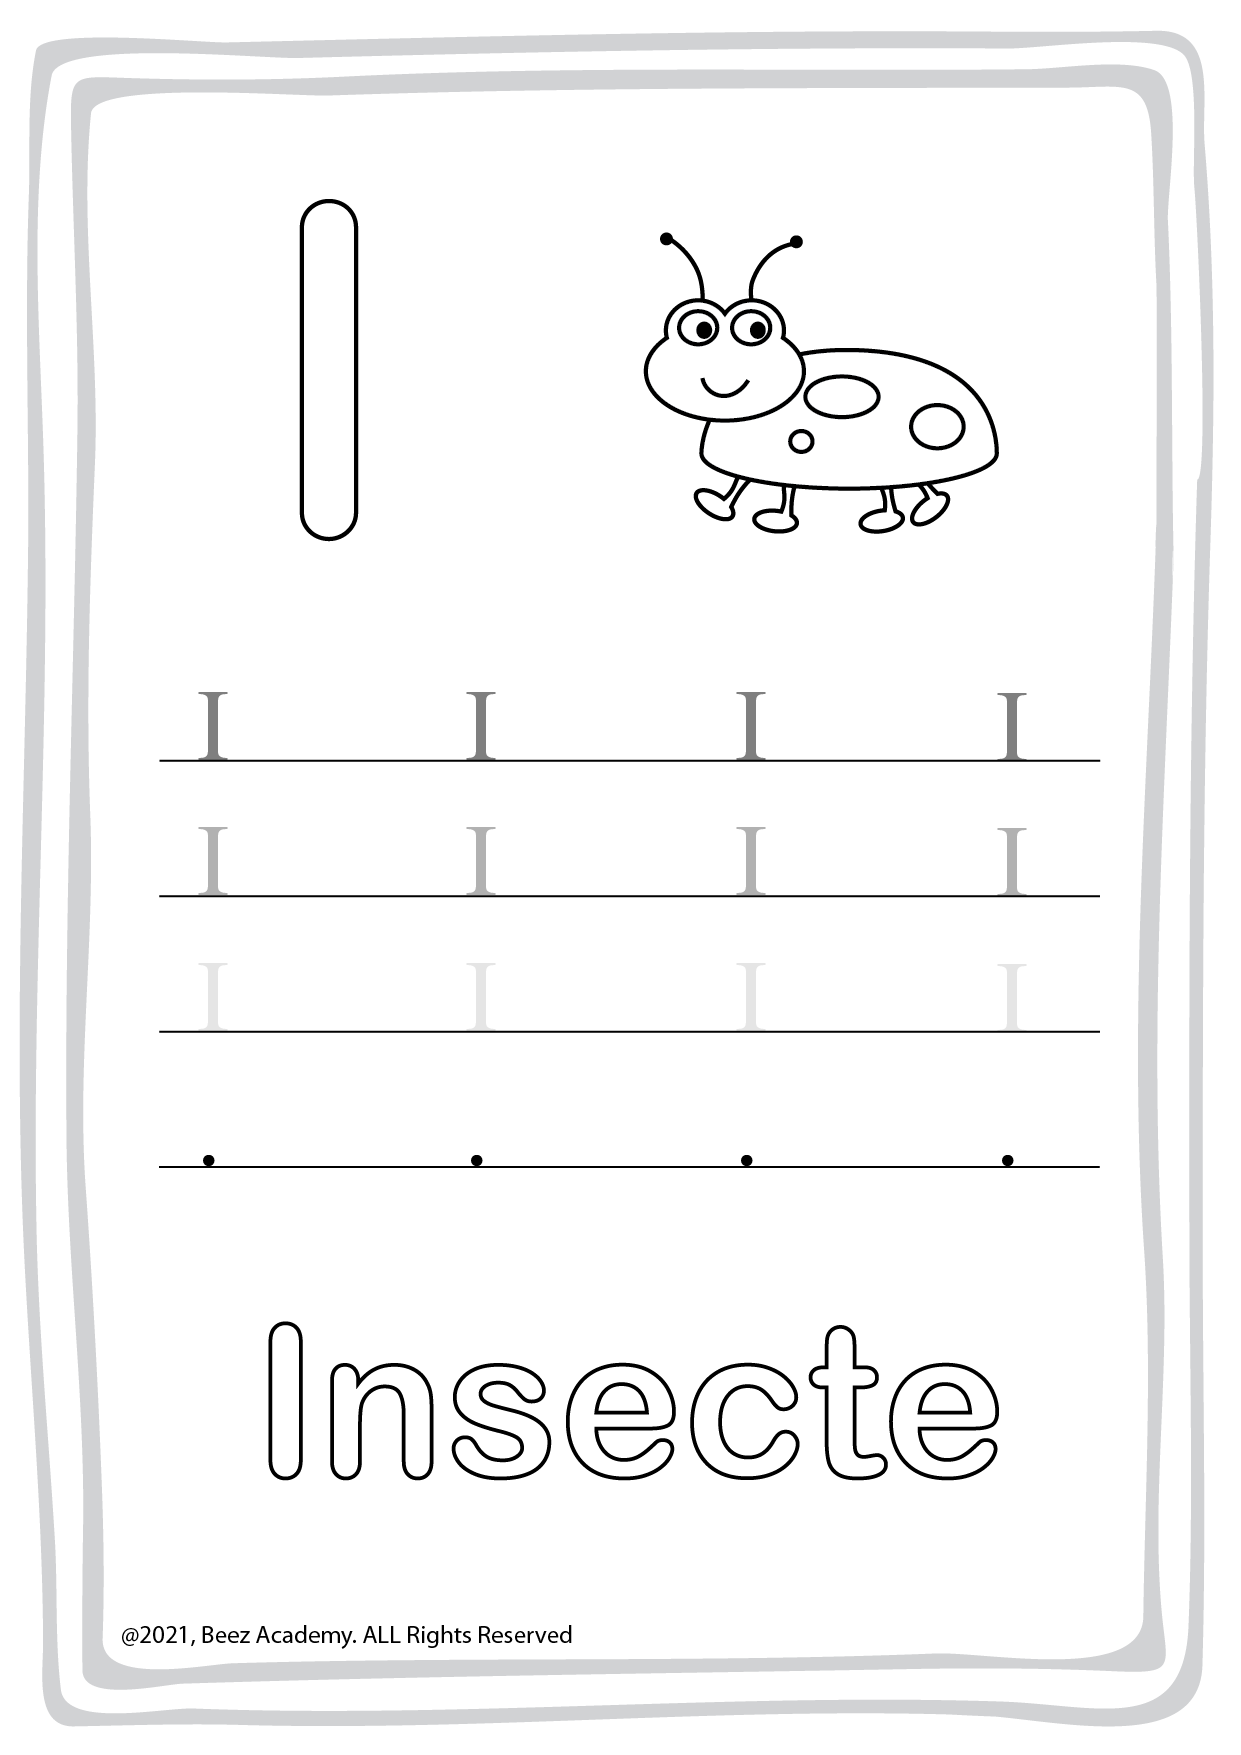 I
I I I I
I I I I
I I I I
. . . .
Insecte
@2021, Beez Academy. ALL Rights Reserved